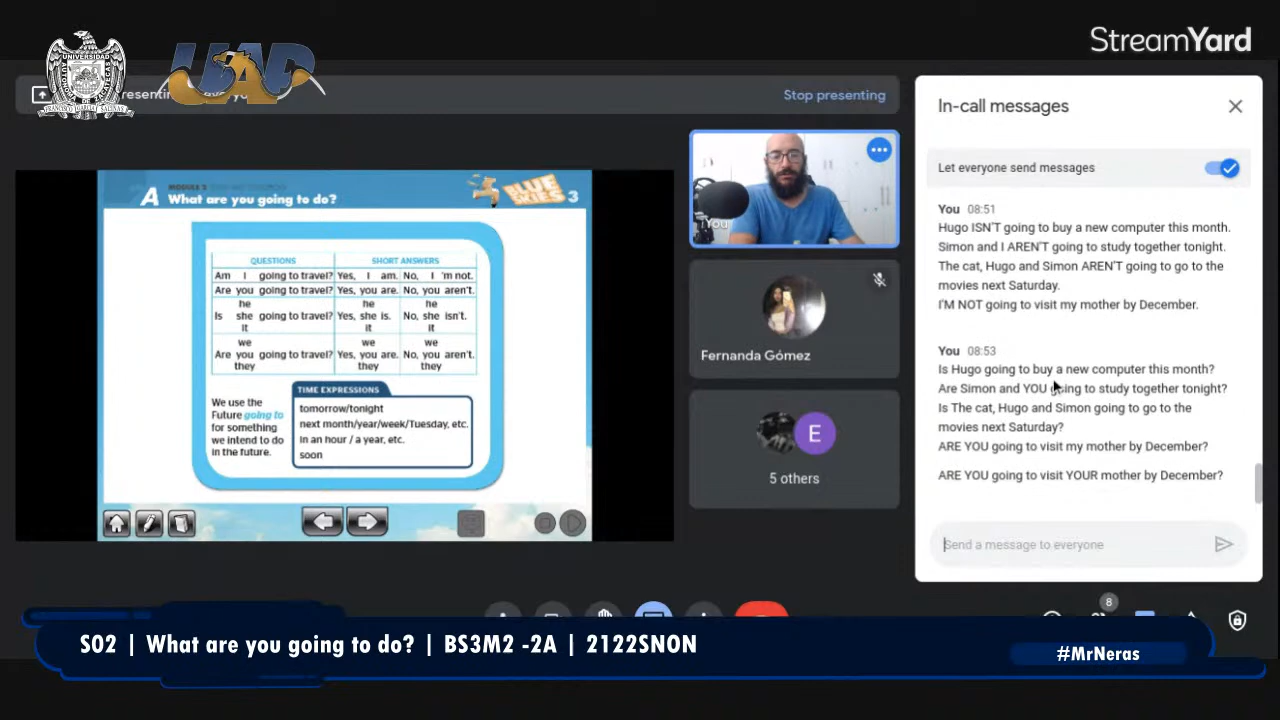 StreamYard
UNIVERSIDAD
UAP
Stop presenting
In-call messages
Let everyone send messages
A
MODULE 2
What are you going to do?
BLUE
SKIES 3
QUESTIONS SHORT ANSWERS
Am I going to travel? Yes, I am. No, I 'm not.
Are you going to travel? Yes, you are. No, you aren't.
he he he
Is she going to travel? Yes, she is. No, she isn't.
it it it
we we we
Are you going to travel? Yes, you are. No, you aren't.
they they they
We use the
Future going to
for something
we intend to do
in the future.
TIME EXPRESSIONS
tomorrow/tonight
next month/year/week/Tuesday, etc.
in an hour / a year, etc.
soon
You
Fernanda Gómez
E
5 others
You 08:51
Hugo ISN'T going to buy a new computer this month.
Simon and I AREN'T going to study together tonight.
The cat, Hugo and Simon AREN'T going to go to the
movies next Saturday.
I'M NOT going to visit my mother by December.
You 08:53
Is Hugo going to buy a new computer this month?
Are Simon and YOU going to study together tonight?
Is The cat, Hugo and Simon going to go to the
movies next Saturday?
ARE YOU going to visit my mother by December?
ARE YOU going to visit YOUR mother by December?
Send a message to everyone
8
S02 | What are you going to do? | BS3M2 -2A | 2122SNON
#MrNeras